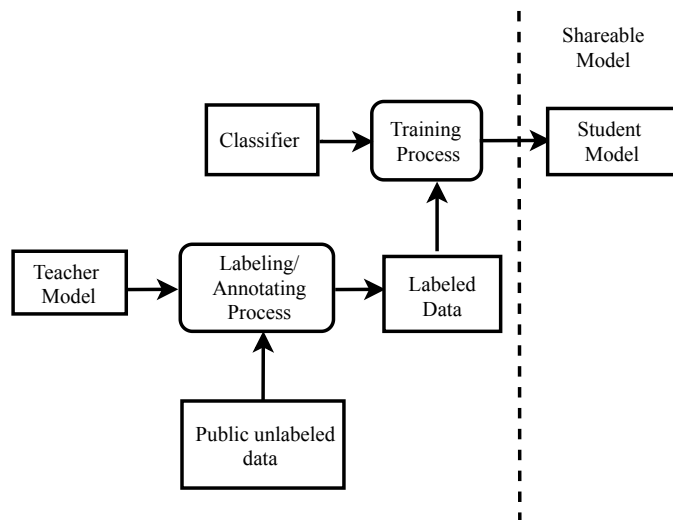 Shareable
Model
Classifier
Training
Process
Student
Model
Teacher
Model
Labeling/
Annotating
Process
Labeled
Data
Public unlabeled
data